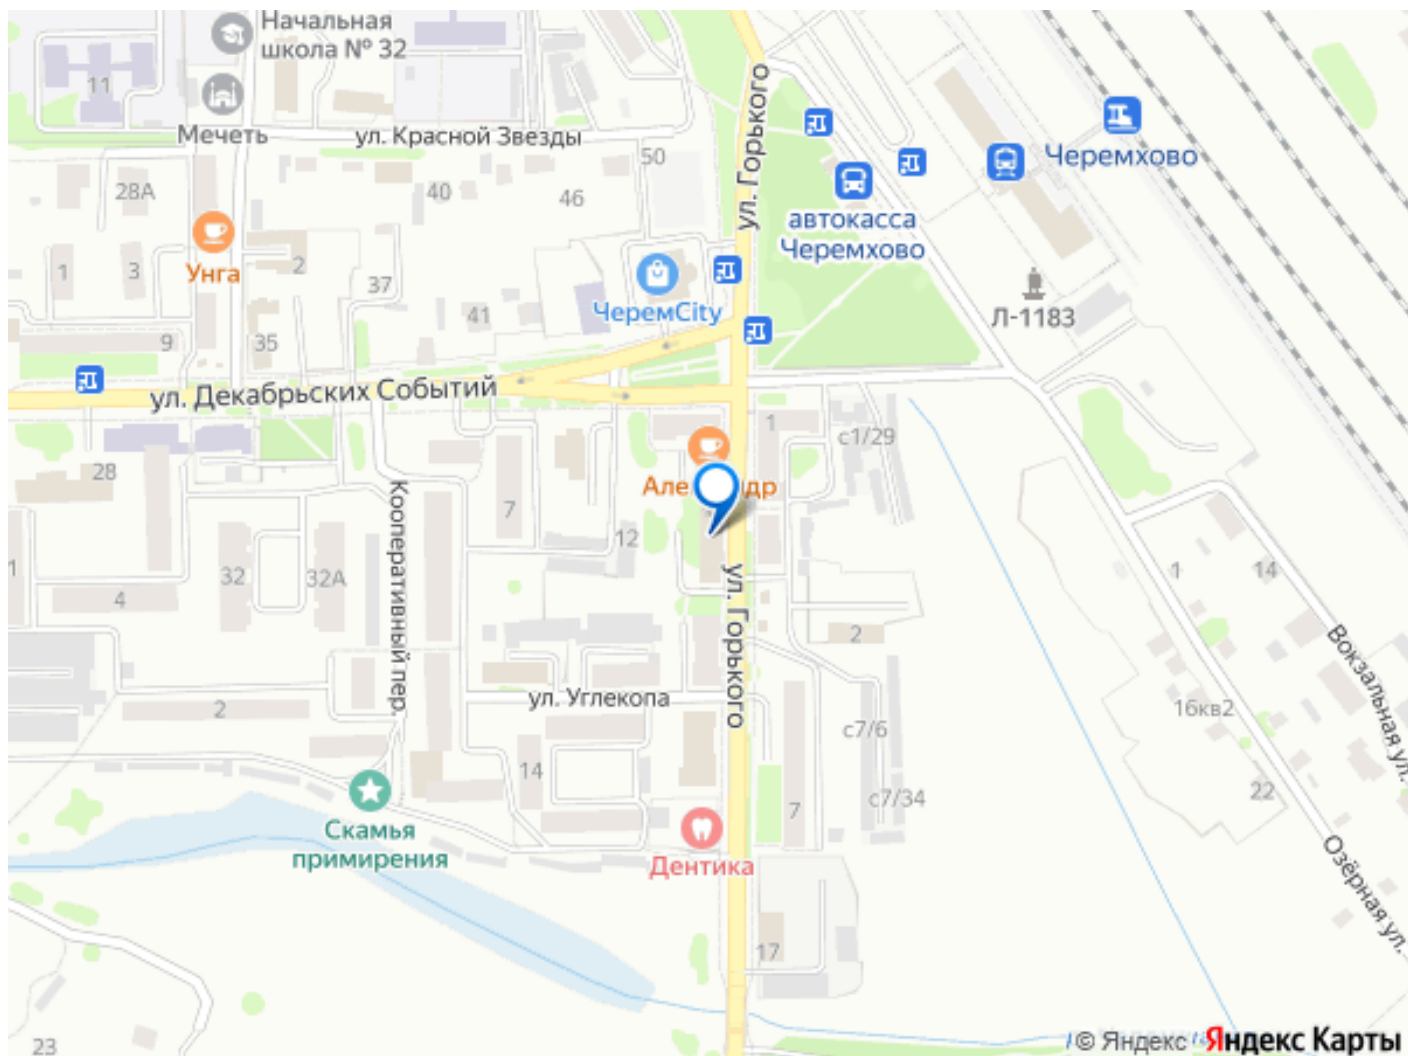 Начальная
школа № 32
11
Мечеть
ул. Красной Звезды
50
ул. Горького
Черемхово
28А
40
46
автокасса
Черемхово
1
3
Унга
2
37
ЧеремCity
41
Л-1183
9
35
ул. Декабрьских Событий
1
с1/29
28
Кооперативный пер.
7
12
32
32А
4
1
ул. Горького
2
1
14
Вокзальная ул.
ул. Углекопа
2
16кв2
с7/6
14
7
с7/34
22
Скамья
примирения
Дентика
Озёрная ул.
17
23
© Яндекс
Яндекс Карты